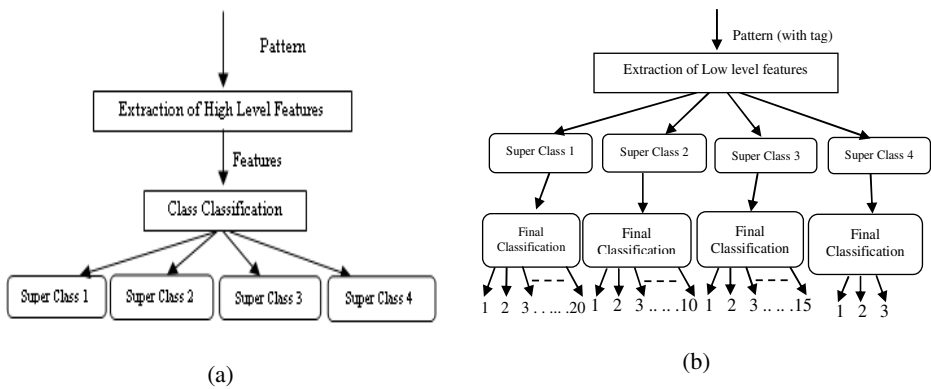 Pattern
Extraction of High Level Features
Features
Class Classification
Super Class 1
Super Class 2
Super Class 3
Super Class 4
(a)
Pattern (with tag)
Extraction of Low level features
Super Class 1
Super Class 2
Super Class 3
Super Class 4
Final
Classification
Final
Classification
Final
Classification
Final
Classification
1 2 3 . . ... ...20
1 2 3 .. .. ..10
1 2 3 .. .. ..15
1 2 3
(b)